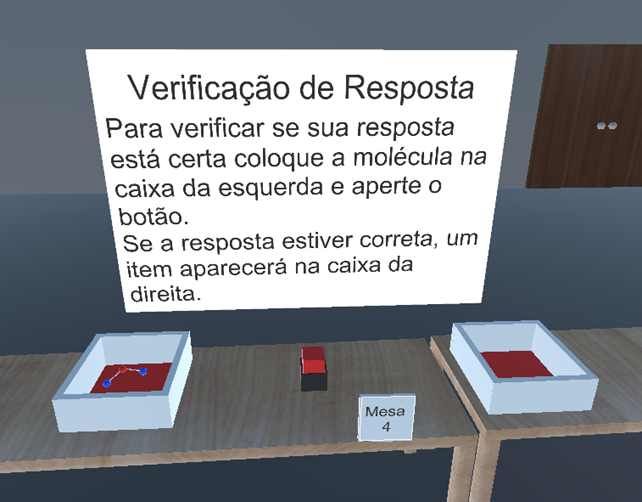 Verificação de Resposta
Para verificar se sua resposta
está certa coloque a molécula na
caixa da esquerda e aperte o
botão.
Se a resposta estiver correta, um
item aparecerá na caixa da
direita.
Mesa
4